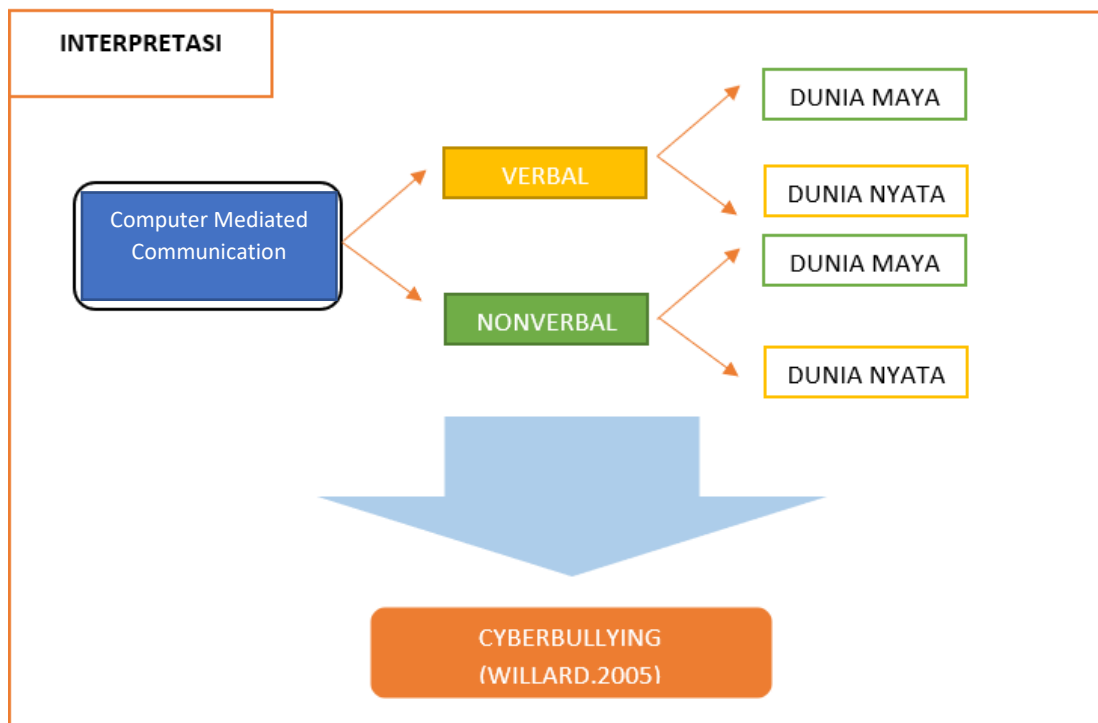 INTERPRETASI
DUNIA MAYA
VERBAL
DUNIA NYATA
Computer Mediated
Communication
DUNIA MAYA
NONVERBAL
DUNIA NYATA
CYBERBULLYING
(WILLARD.2005)